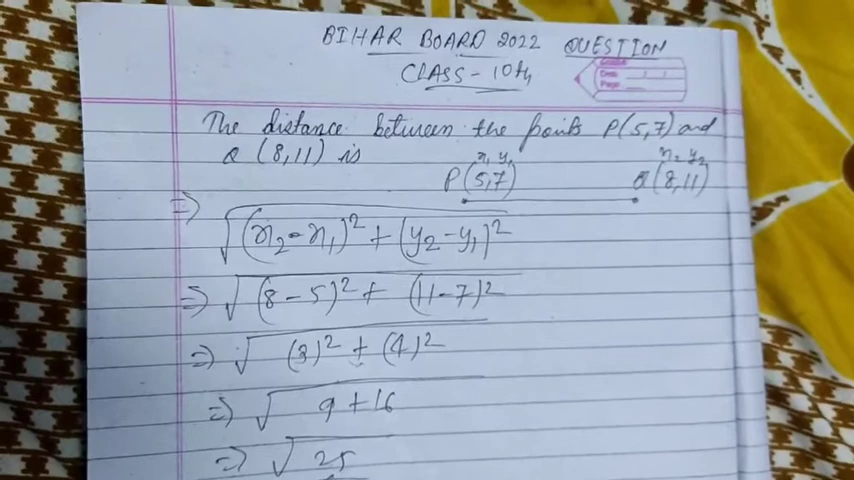 BIHAR BOARD 2022 QUESTION
CLASS - 10th
Date
Page
The distance between the points P(5,7) and
Q (8,11) is
x₁ y₁ x₂ y₂
P(5,7) Q(8,11)
⇒ √(x₂-x₁)² + (y₂-y₁)²
⇒ √(8-5)² + (11-7)²
⇒ √(3)² + (4)²
⇒ √9+16
⇒ √25